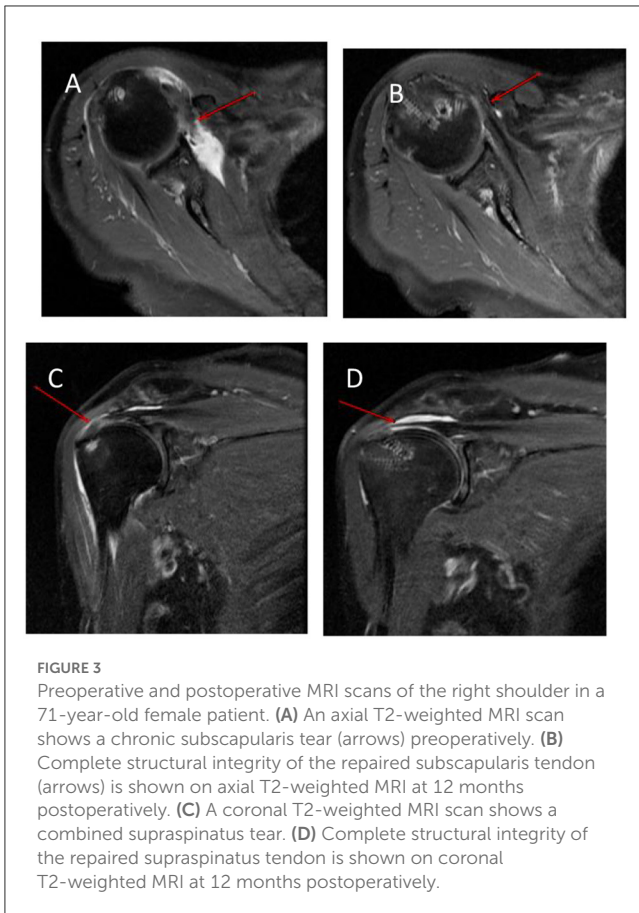 A
B
C
D
FIGURE 3
Preoperative and postoperative MRI scans of the right shoulder in a
71-year-old female patient. (A) An axial T2-weighted MRI scan
shows a chronic subscapularis tear (arrows) preoperatively. (B)
Complete structural integrity of the repaired subscapularis tendon
(arrows) is shown on axial T2-weighted MRI at 12 months
postoperatively. (C) A coronal T2-weighted MRI scan shows a
combined supraspinatus tear. (D) Complete structural integrity of
the repaired supraspinatus tendon is shown on coronal
T2-weighted MRI at 12 months postoperatively.